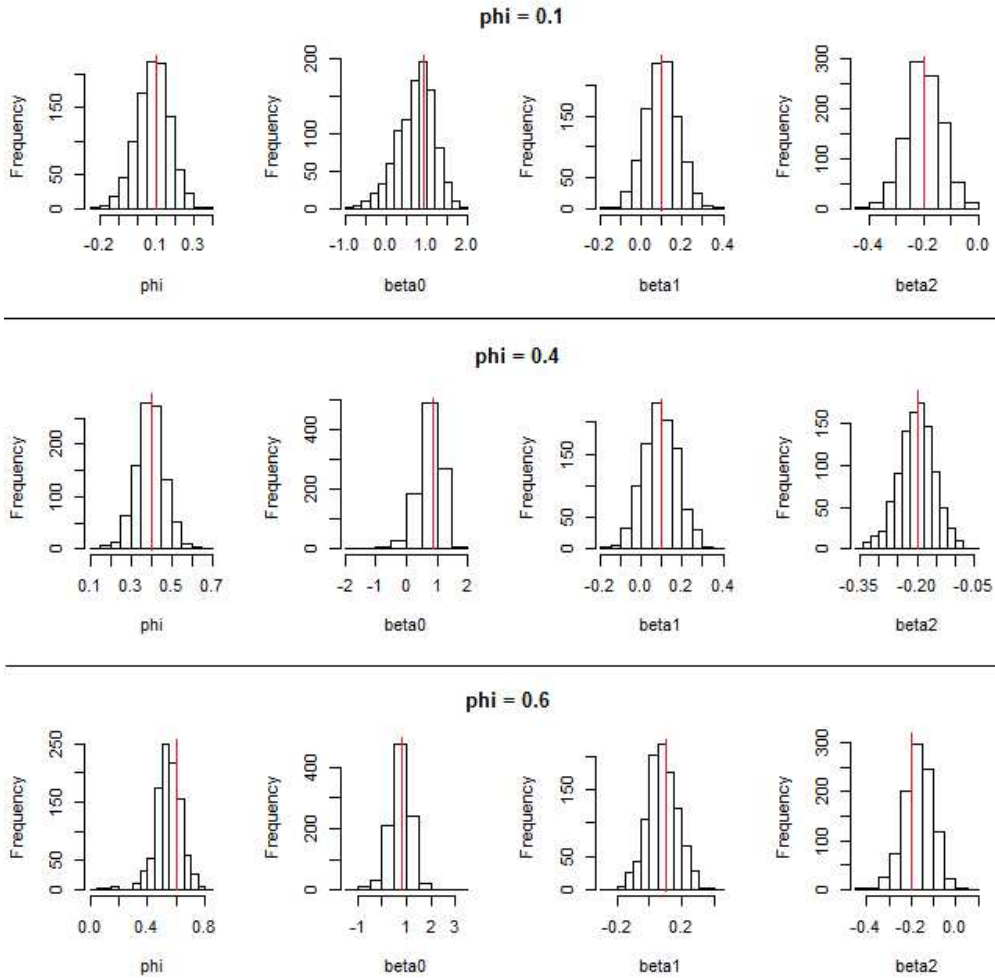 phi = 0.1
Frequency
0 50 150
-0.2 0.1 0.3
phi
Frequency
0 50 100 150 200
-1.0 0.0 1.0 2.0
beta0
Frequency
0 50 150
-0.2 0.0 0.2 0.4
beta1
Frequency
0 100 200 300
-0.4 -0.2 0.0
beta2
phi = 0.4
Frequency
0 100 200
0.1 0.3 0.5 0.7
phi
Frequency
0 200 400
-2 -1 0 1 2
beta0
Frequency
0 50 150
-0.2 0.0 0.2 0.4
beta1
Frequency
0 50 100 150
-0.35 -0.20 -0.05
beta2
phi = 0.6
Frequency
0 50 150 250
0.0 0.4 0.8
phi
Frequency
0 200 400
-1 1 2 3
beta0
Frequency
0 50 150
-0.2 0.2
beta1
Frequency
0 100 200 300
-0.4 -0.2 0.0
beta2